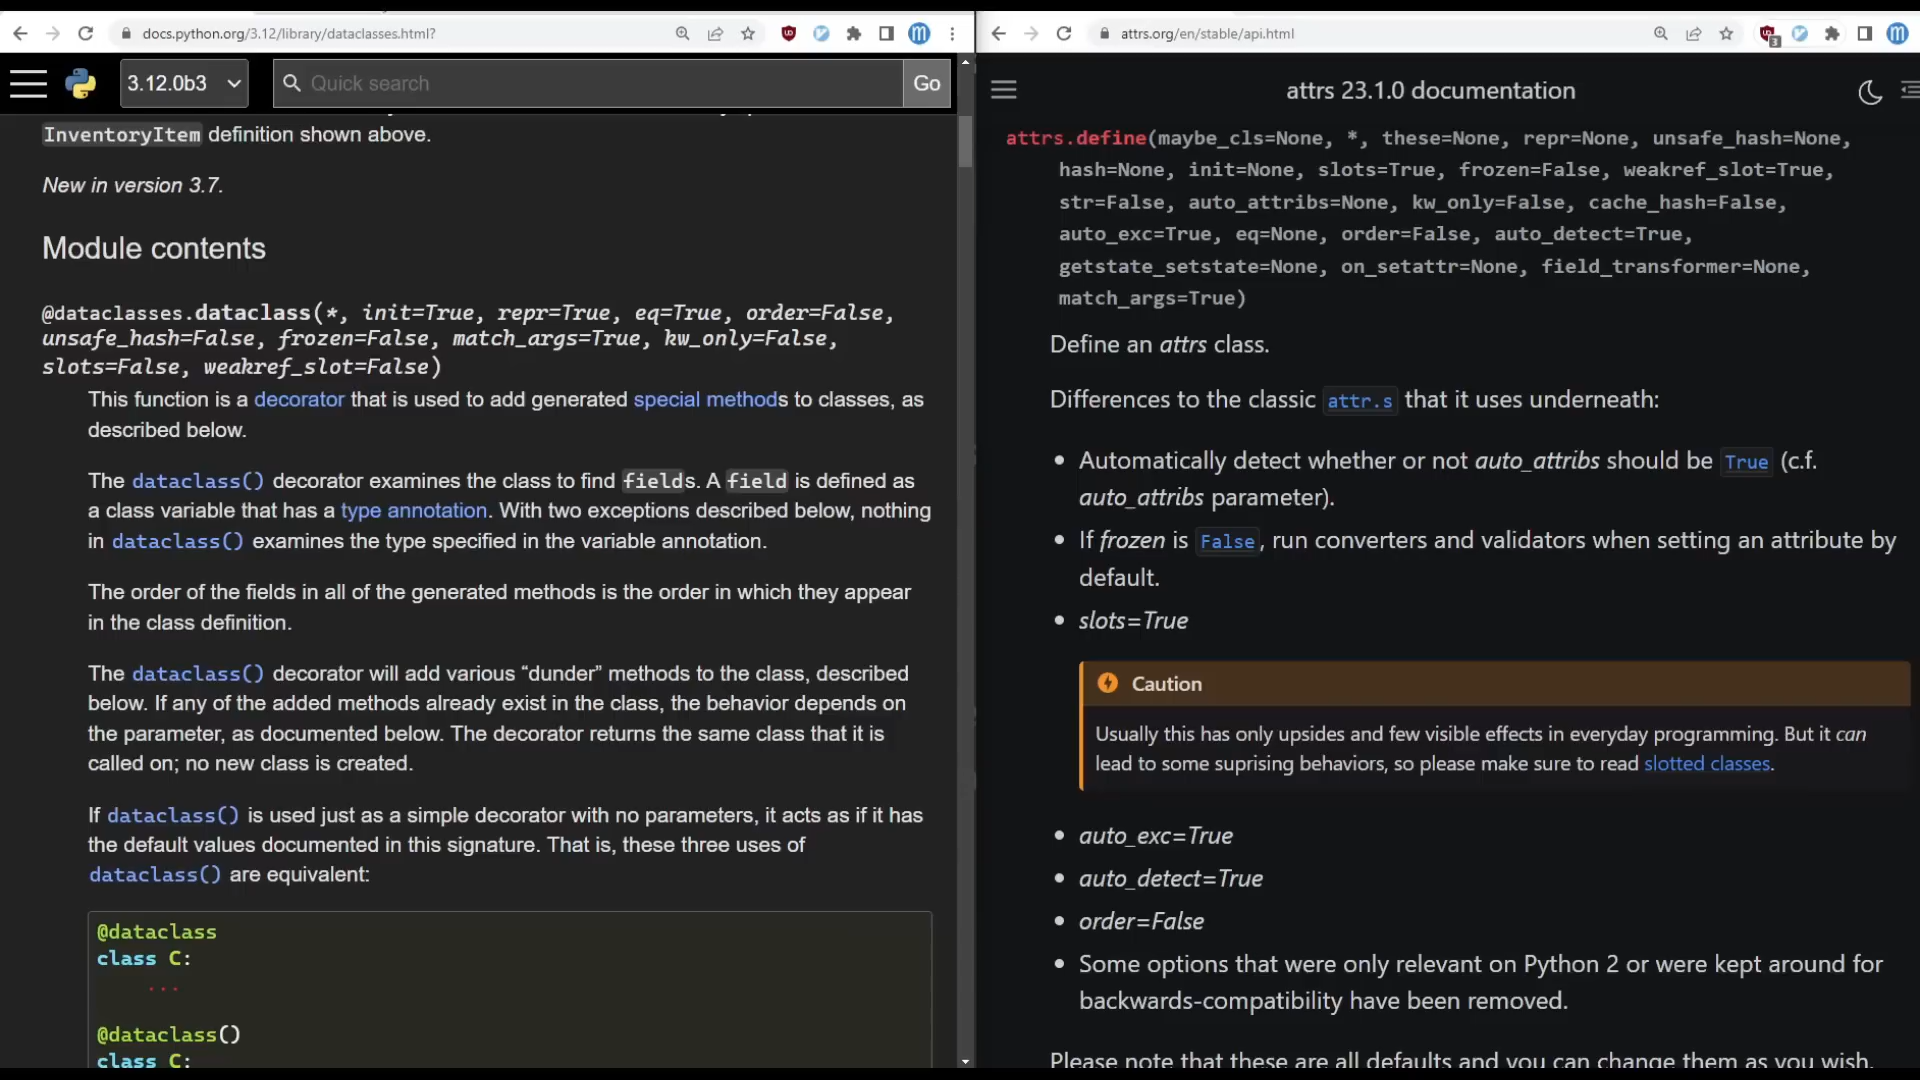 docs.python.org/3.12/library/dataclasses.html?
3.12.0b3
Quick search
Go
InventoryItem definition shown above.
New in version 3.7.
Module contents
@dataclasses.dataclass(*, init=True, repr=True, eq=True, order=False,
unsafe_hash=False, frozen=False, match_args=True, kw_only=False,
slots=False, weakref_slot=False)
This function is a decorator that is used to add generated special methods to classes, as
described below.
The dataclass() decorator examines the class to find fields. A field is defined as
a class variable that has a type annotation. With two exceptions described below, nothing
in dataclass() examines the type specified in the variable annotation.
The order of the fields in all of the generated methods is the order in which they appear
in the class definition.
The dataclass() decorator will add various “dunder” methods to the class, described
below. If any of the added methods already exist in the class, the behavior depends on
the parameter, as documented below. The decorator returns the same class that it is
called on; no new class is created.
If dataclass() is used just as a simple decorator with no parameters, it acts as if it has
the default values documented in this signature. That is, these three uses of
dataclass() are equivalent:
@dataclass
class C:
...
@dataclass()
class C:
attrs.org/en/stable/api.html
3
attrs 23.1.0 documentation
attrs.define(maybe_cls=None, *, these=None, repr=None, unsafe_hash=None,
hash=None, init=None, slots=True, frozen=False, weakref_slot=True,
str=False, auto_attribs=None, kw_only=False, cache_hash=False,
auto_exc=True, eq=None, order=False, auto_detect=True,
getstate_setstate=None, on_setattr=None, field_transformer=None,
match_args=True)
Define an attrs class.
Differences to the classic attr.s that it uses underneath:
• Automatically detect whether or not auto_attribs should be True (c.f.
auto_attribs parameter).
• If frozen is False, run converters and validators when setting an attribute by
default.
• slots=True
Caution
Usually this has only upsides and few visible effects in everyday programming. But it can
lead to some suprising behaviors, so please make sure to read slotted classes.
• auto_exc=True
• auto_detect=True
• order=False
• Some options that were only relevant on Python 2 or were kept around for
backwards-compatibility have been removed.
Please note that these are all defaults and you can change them as you wish.